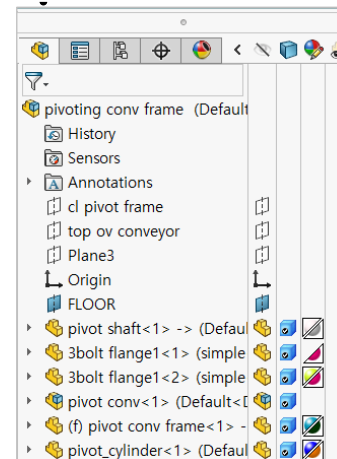 pivoting conv frame (Default
History
Sensors
Annotations
cl pivot frame
top ov conveyor
Plane3
Origin
FLOOR
pivot shaft<1> -> (Defaul
3bolt flange1<1> (simple
3bolt flange1<2> (simple
pivot conv<1> (Default<D
(f) pivot conv frame<1> -
pivot_cylinder<1> (Defaul